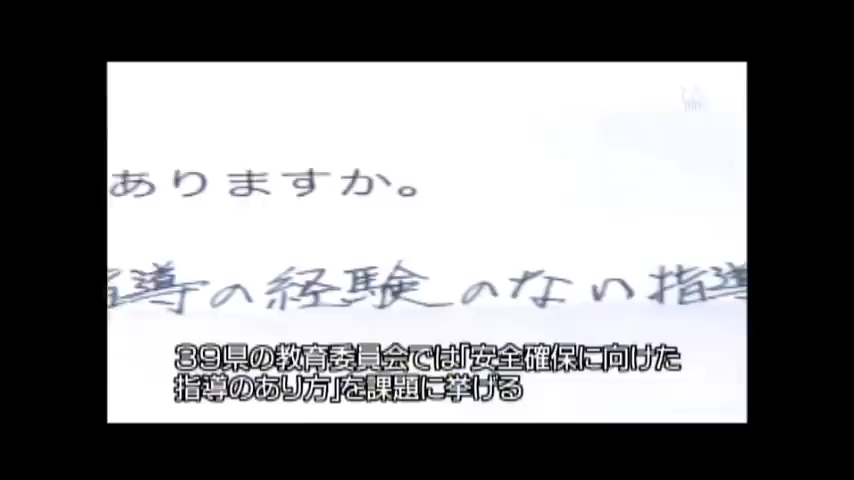 ありますか。
指導の経験のない指導
39県の教育委員会では「安全確保に向けた
指導のあり方」を課題に挙げる